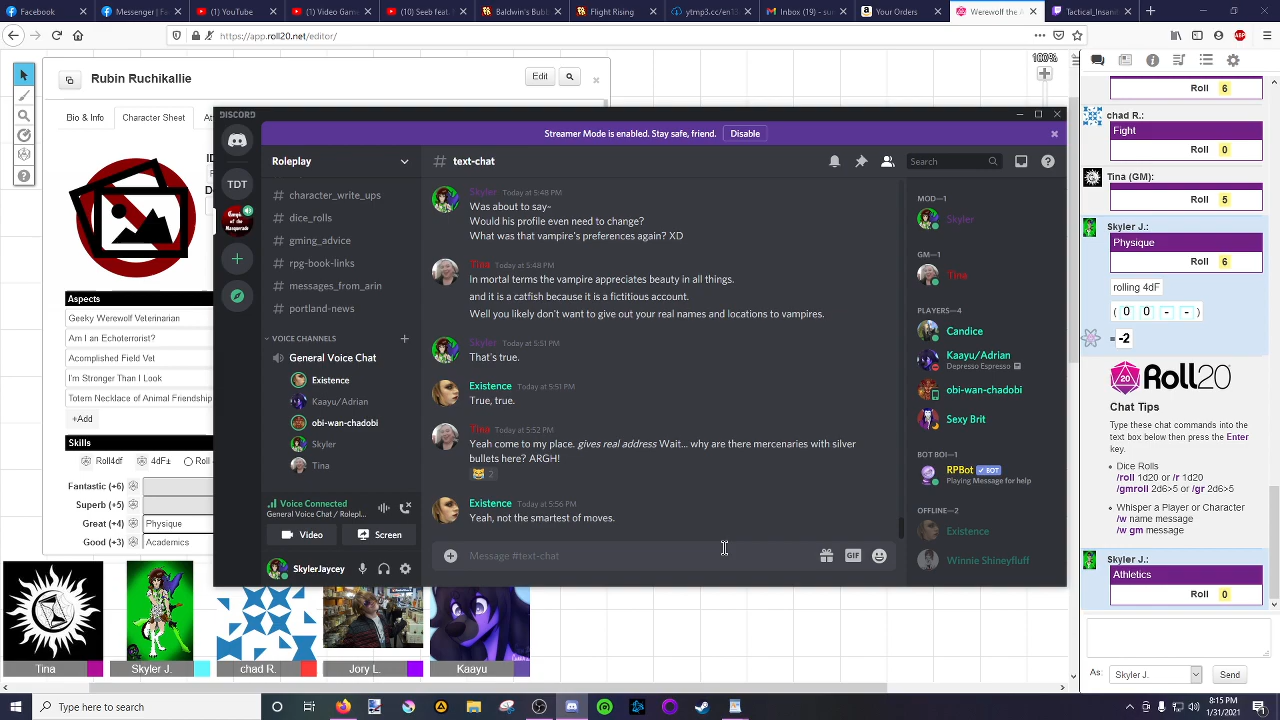 Facebook
Messenger | F
(1) YouTube
(1) Video Game
(10) Seeb feat.
Baldwin's Bubb
Flight Rising
ytmp3.cc/en13
Inbox (19) – su
Your Orders
Werewolf the A
Tactical_Insanit
https://app.roll20.net/editor/
100%
Rubin Ruchikallie
Edit
Bio & Info
Character Sheet
Aspects
Geeky Werewolf Veterinarian
Am I an Echoterrorist?
Acomplished Field Vet
I'm Stronger Than I Look
Totem Necklace of Animal Friendship
+Add
Skills
Roll4dF
4dF±
Roll
Fantastic (+6)
Superb (+5)
Great (+4)
Physique
Good (+3)
Academics
DISCORD
Streamer Mode is enabled. Stay safe, friend.
Disable
TDT
Roleplay
# character_write_ups
# dice_rolls
# gming_advice
# rpg-book-links
# messages_from_arin
# portland-news
VOICE CHANNELS
General Voice Chat
Existence
Kaayu/Adrian
obi-wan-chadobi
Skyler
Tina
Voice Connected
General Voice Chat / Rolepl...
Video
Screen
SkylerJaycey
# text-chat
Search
Skyler Today at 5:48 PM
Was about to say–
Would his profile even need to change?
What was that vampire's preferences again? XD
Tina Today at 5:48 PM
In mortal terms the vampire appreciates beauty in all things.
and it is a catfish because it is a fictitious account.
Well you likely don't want to give out your real names and locations to vampires.
Skyler Today at 5:51 PM
That's true.
Existence Today at 5:51 PM
True, true.
Tina Today at 5:52 PM
Yeah come to my place. gives real address Wait... why are there mercenaries with silver
bullets here? ARGH!
2
Existence Today at 5:56 PM
Yeah, not the smartest of moves.
Message #text-chat
GIF
MOD—1
Skyler
GM—1
Tina
PLAYERS—4
Candice
Kaayu/Adrian
Depresso Espresso
obi-wan-chadobi
Sexy Brit
BOT BOI—1
RPBot BOT
Playing Message for help
OFFLINE—2
Existence
Winnie Shineyfluff
Roll 6
chad R.:
Fight
Roll 0
Tina (GM):
Roll 5
Skyler J.:
Physique
Roll 6
rolling 4dF
( 0 0 - - )
= -2
Roll20
Chat Tips
Type these chat commands into the
text box below then press the Enter
key.
Dice Rolls
/roll 1d20 or /r 1d20
/gmroll 2d6>5 or /gr 2d6>5
Whisper a Player or Character
/w name message
/w gm message
Skyler J.:
Athletics
Roll 0
As: Skyler J.
Send
Tina
Skyler J.
chad R.
Jory L.
Kaayu
Type here to search
8:15 PM
1/31/2021